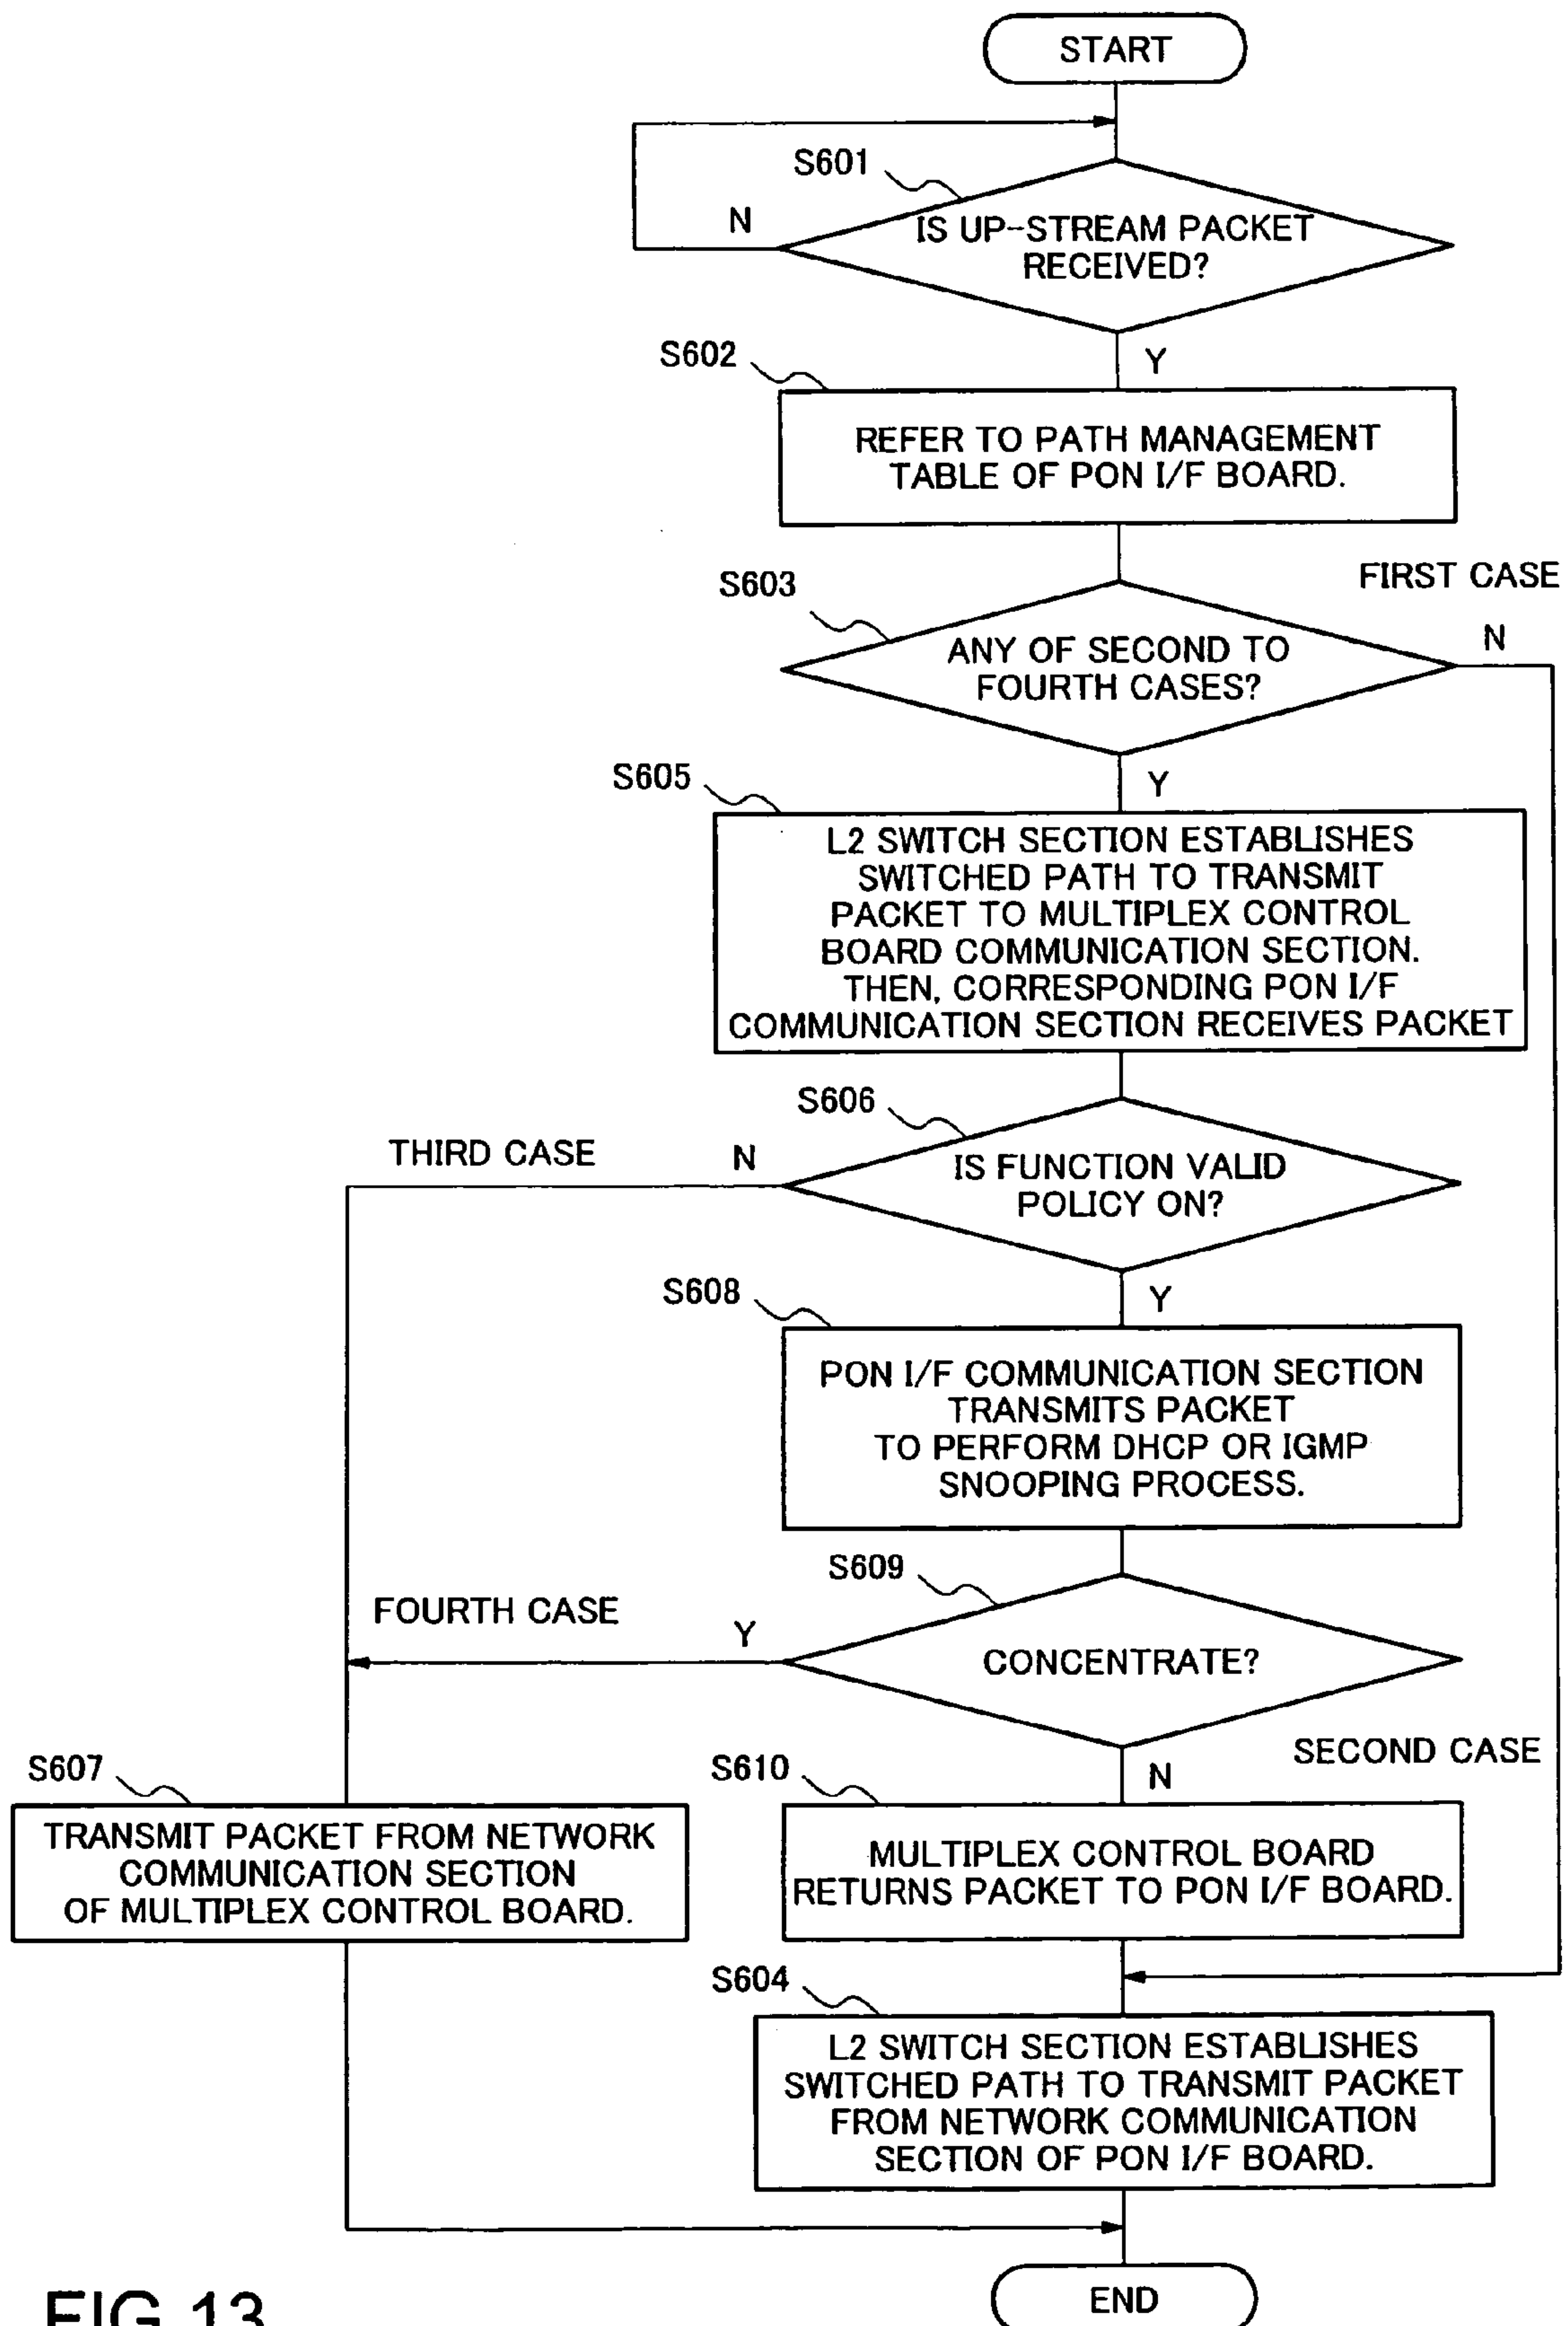 START
S601
N
IS UP-STREAM PACKET
RECEIVED?
S602
Y
REFER TO PATH MANAGEMENT
TABLE OF PON I/F BOARD.
S603
FIRST CASE
N
ANY OF SECOND TO
FOURTH CASES?
S605
Y
L2 SWITCH SECTION ESTABLISHES
SWITCHED PATH TO TRANSMIT
PACKET TO MULTIPLEX CONTROL
BOARD COMMUNICATION SECTION.
THEN, CORRESPONDING PON I/F
COMMUNICATION SECTION RECEIVES PACKET
S606
THIRD CASE
N
IS FUNCTION VALID
POLICY ON?
S608
Y
PON I/F COMMUNICATION SECTION
TRANSMITS PACKET
TO PERFORM DHCP OR IGMP
SNOOPING PROCESS.
S609
FOURTH CASE
Y
CONCENTRATE?
SECOND CASE
S607
S610
N
TRANSMIT PACKET FROM NETWORK
COMMUNICATION SECTION
OF MULTIPLEX CONTROL BOARD.
MULTIPLEX CONTROL BOARD
RETURNS PACKET TO PON I/F BOARD.
S604
L2 SWITCH SECTION ESTABLISHES
SWITCHED PATH TO TRANSMIT PACKET
FROM NETWORK COMMUNICATION
SECTION OF PON I/F BOARD.
END
FIG.13